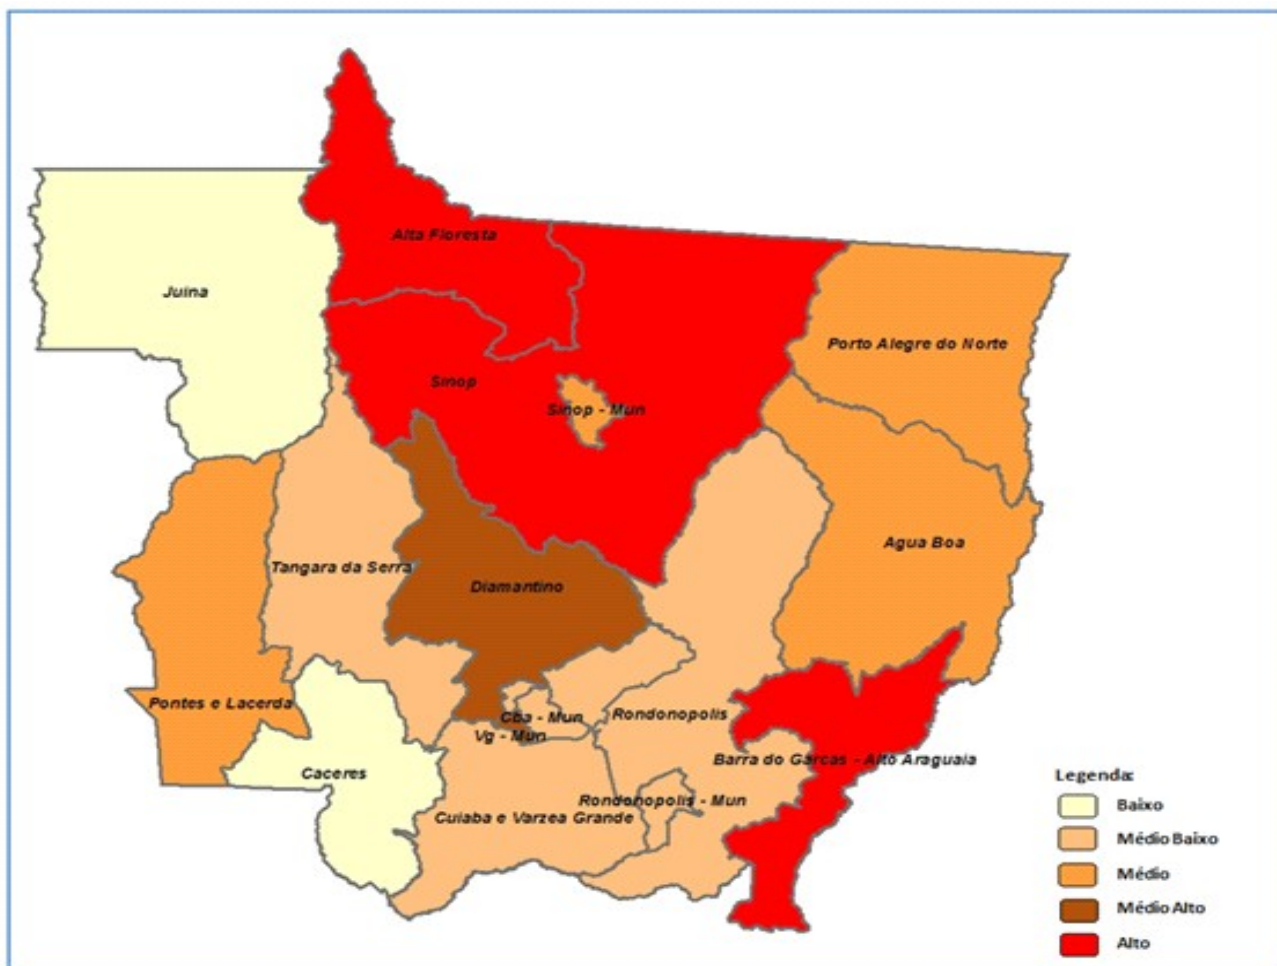 Alta Floresta
Juina
Porto Alegre do Norte
Sinop
Sinop - Mun
Agua Boa
Tangara da Serra
Diamantino
Pontes e Lacerda
Cba - Mun
Rondonopolis
Vg - Mun
Barra do Garcas - Alto Araguaia
Caceres
Rondonopolis - Mun
Cuiaba e Varzea Grande
Legenda:
Baixo
Médio Baixo
Médio
Médio Alto
Alto